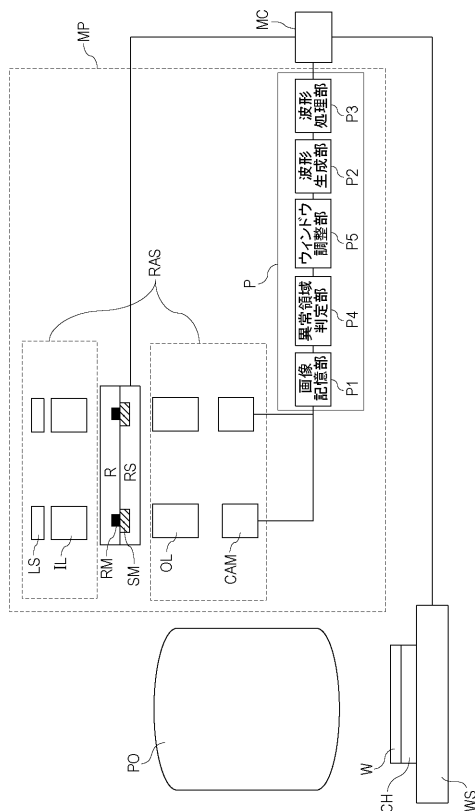 MP
MC
RAS
LS
IL
R
RM
RS
SM
OL
CAM
P
画像
記憶部
P1
異常領域
判定部
P4
ウィンドウ
調整部
P5
波形
生成部
P2
波形
処理部
P3
PO
W
CH
WS